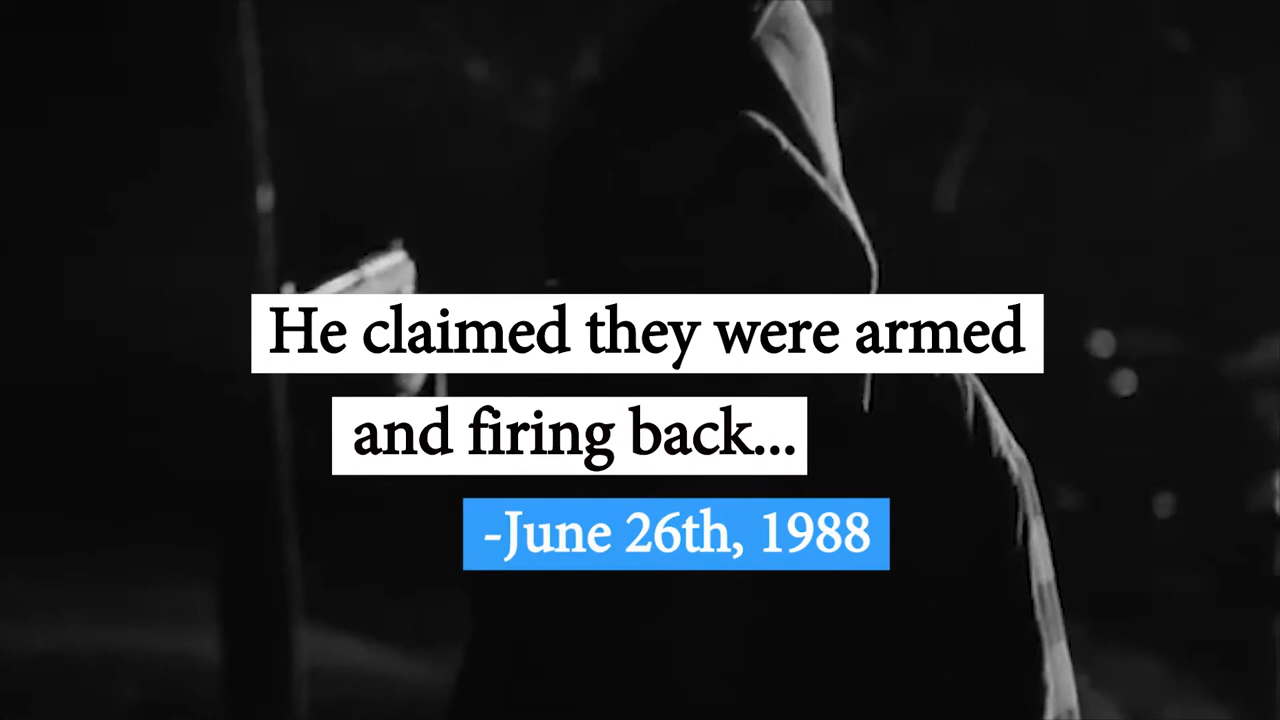 He claimed they were armed
and firing back...
-June 26th, 1988